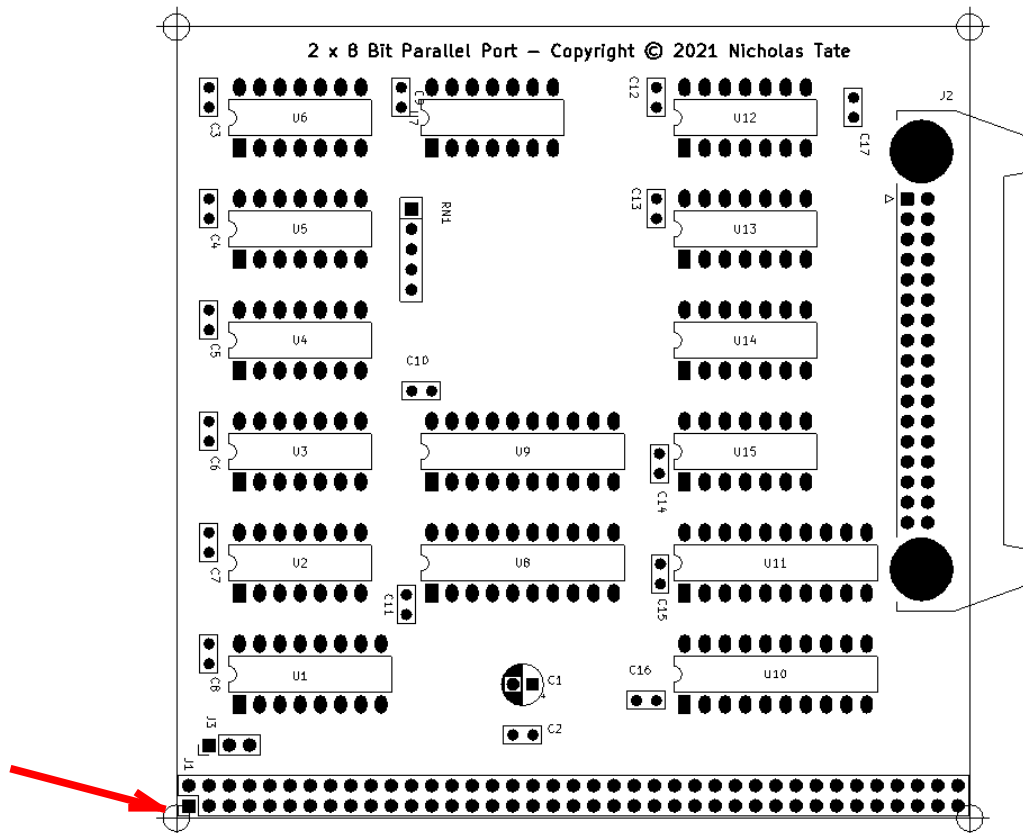 2 x 8 Bit Parallel Port – Copyright © 2021 Nicholas Tate
C3
U6
C9
U7
C12
U12
C17
J2
C4
U5
RN1
C13
U13
C5
U4
C10
U14
C6
U3
U9
C14
U15
C7
U2
C11
U8
C15
U11
C8
U1
C1
+
C2
C16
U10
J3
J1